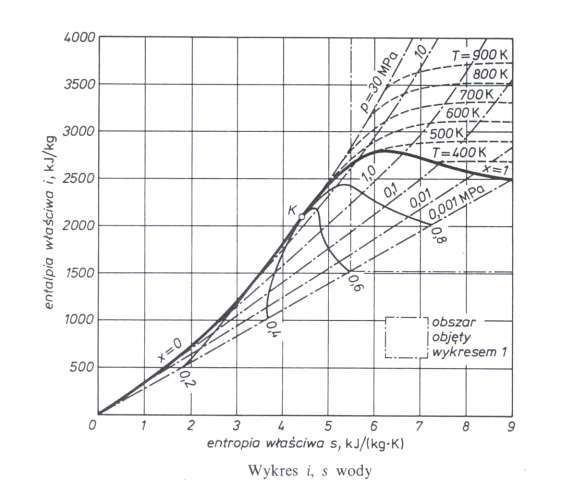 4000
3500
3000
2500
2000
1500
1000
500
0
1 2 3 4 5 6 7 8 9
entalpia właściwa i, kJ/kg
entropia właściwa s, kJ/(kg·K)
p=30 MPa
10
1,0
0,1
0,01
0,001 MPa
T=900 K
800 K
700 K
600 K
500 K
T=400 K
x=1
K
x=0
0,2
0,4
0,6
0,8
obszar
objęty
wykresem 1
Wykres i, s wody